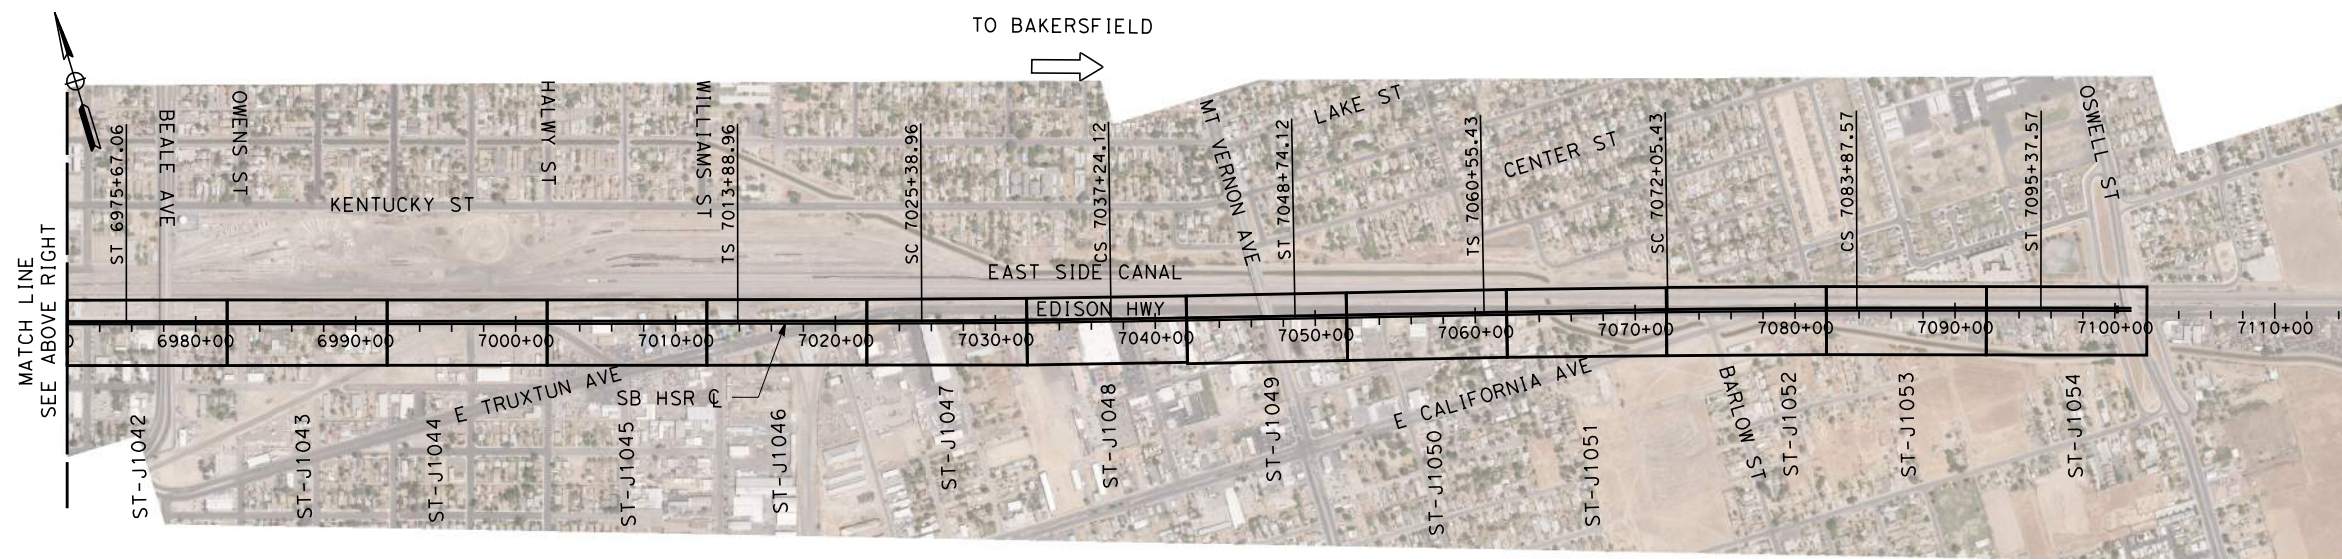 TO BAKERSFIELD
MATCH LINE
SEE ABOVE RIGHT
ST 6975+67.06
BEALE AVE
OWENS ST
KENTUCKY ST
HALWY ST
WILLIAMS ST
TS 7013+88.96
SC 7025+38.96
CS 7037+24.12
EAST SIDE CANAL
EDISON HWY
MT VERNON AVE
ST 7048+74.12
LAKE ST
TS 7060+55.43
CENTER ST
SC 7072+05.43
CS 7083+87.57
ST 7095+37.57
OSWELL ST
6980+00
6990+00
7000+00
7010+00
7020+00
7030+00
7040+00
7050+00
7060+00
7070+00
7080+00
7090+00
7100+00
7110+00
E TRUXTUN AVE
SB HSR ℄
E CALIFORNIA AVE
BARLOW ST
ST-J1042
ST-J1043
ST-J1044
ST-J1045
ST-J1046
ST-J1047
ST-J1048
ST-J1049
ST-J1050
ST-J1051
ST-J1052
ST-J1053
ST-J1054